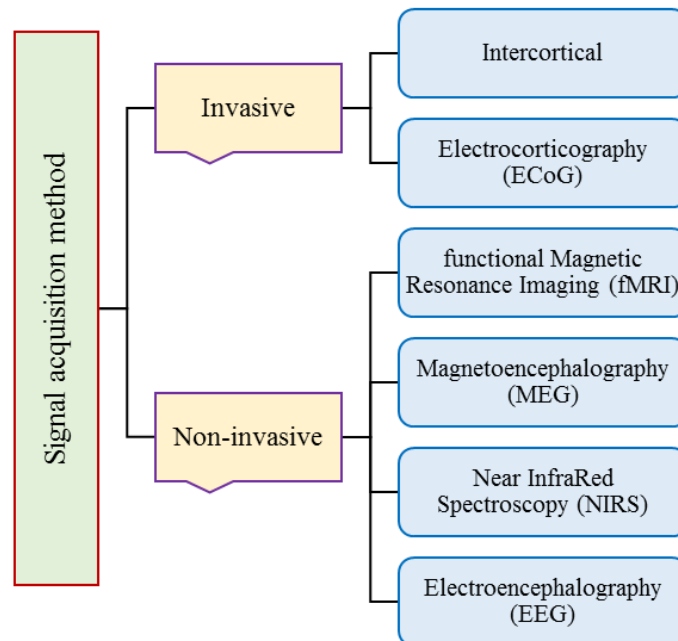 Signal acquisition method
Invasive
Intercortical
Electrocorticography
(ECoG)
Non-invasive
functional Magnetic
Resonance Imaging (fMRI)
Magnetoencephalography
(MEG)
Near InfraRed
Spectroscopy (NIRS)
Electroencephalography
(EEG)